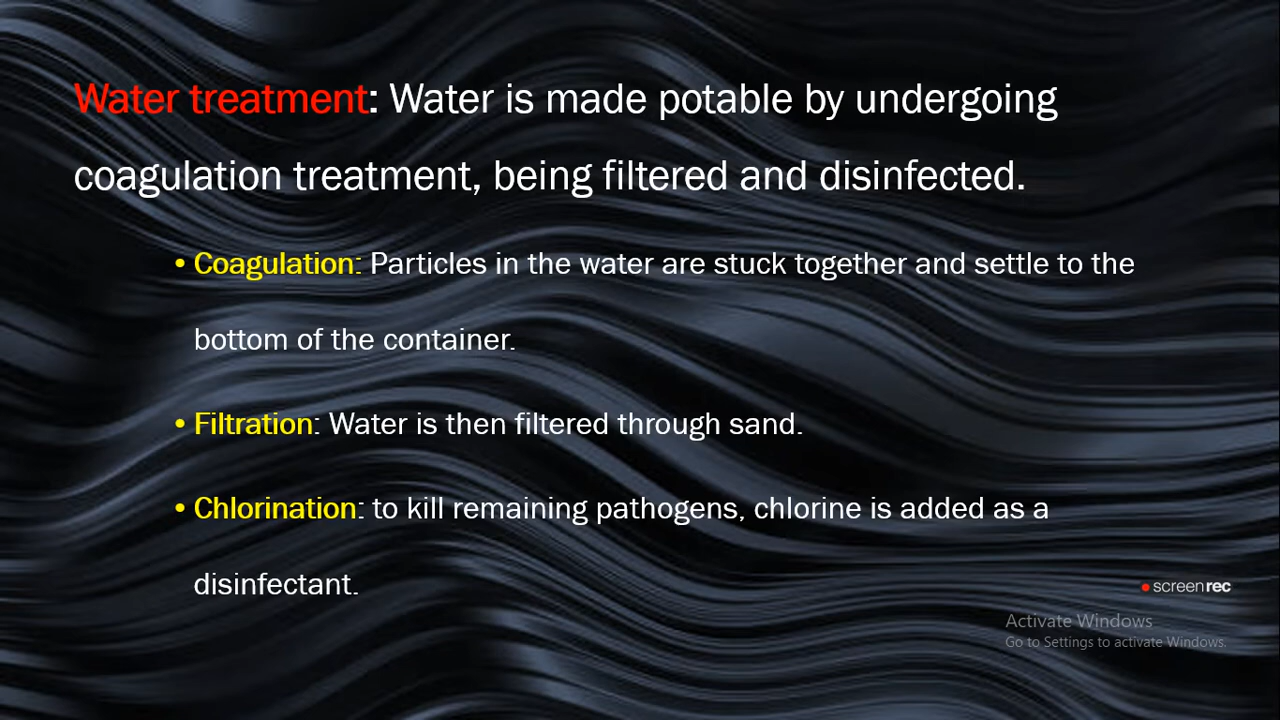 Water treatment: Water is made potable by undergoing
coagulation treatment, being filtered and disinfected.
• Coagulation: Particles in the water are stuck together and settle to the
bottom of the container.
• Filtration: Water is then filtered through sand.
• Chlorination: to kill remaining pathogens, chlorine is added as a
disinfectant.
screenrec
Activate Windows
Go to Settings to activate Windows.